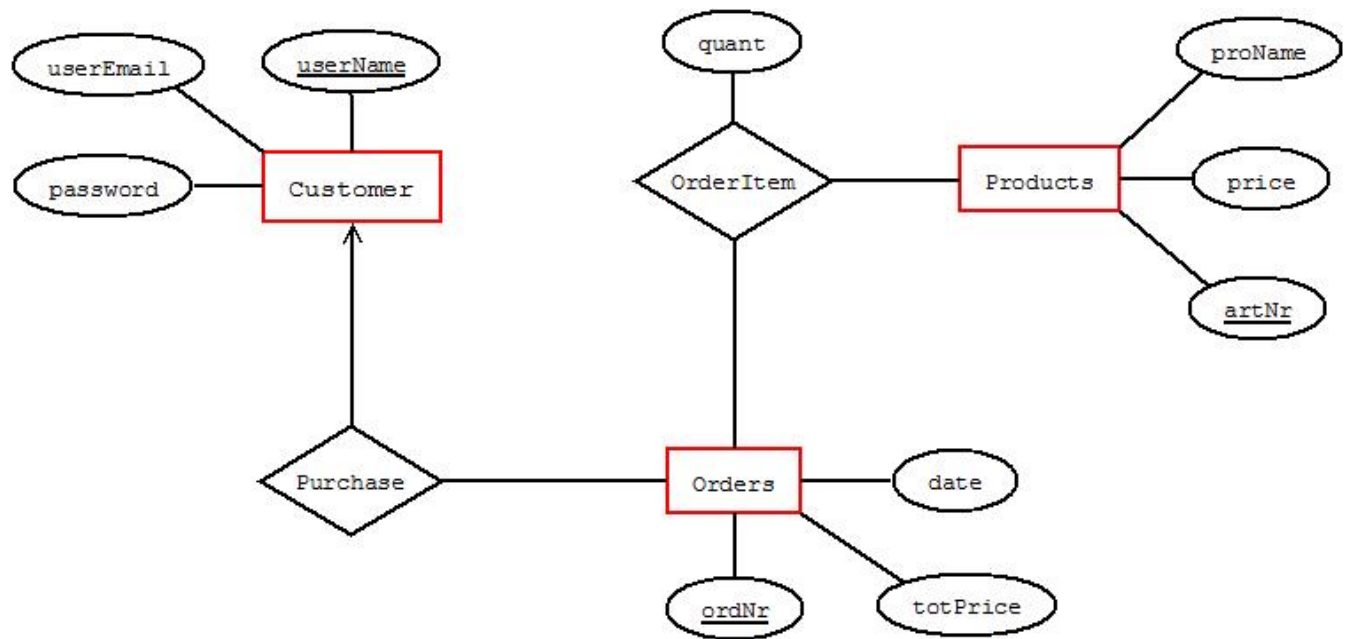 quant
userEmail
userName
proName
password
Customer
OrderItem
Products
price
artNr
Purchase
Orders
date
ordNr
totPrice